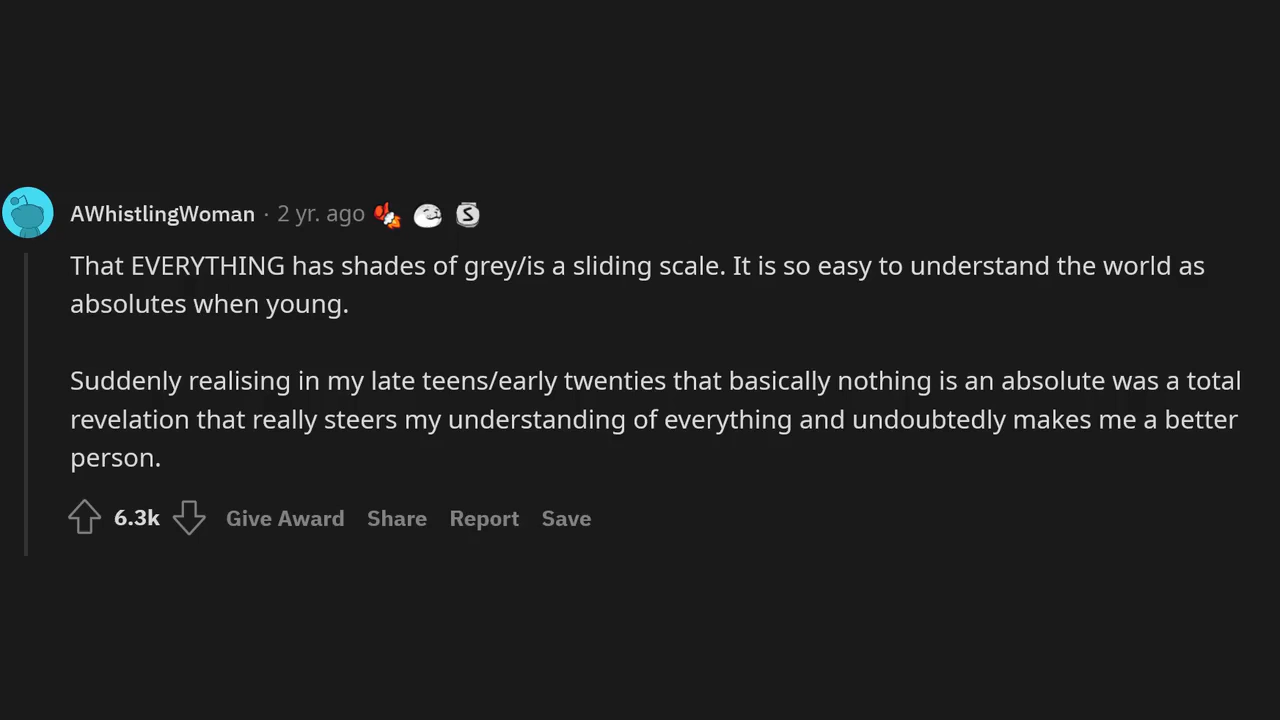 AWhistlingWoman · 2 yr. ago
That EVERYTHING has shades of grey/is a sliding scale. It is so easy to understand the world as
absolutes when young.
Suddenly realising in my late teens/early twenties that basically nothing is an absolute was a total
revelation that really steers my understanding of everything and undoubtedly makes me a better
person.
6.3k Give Award Share Report Save